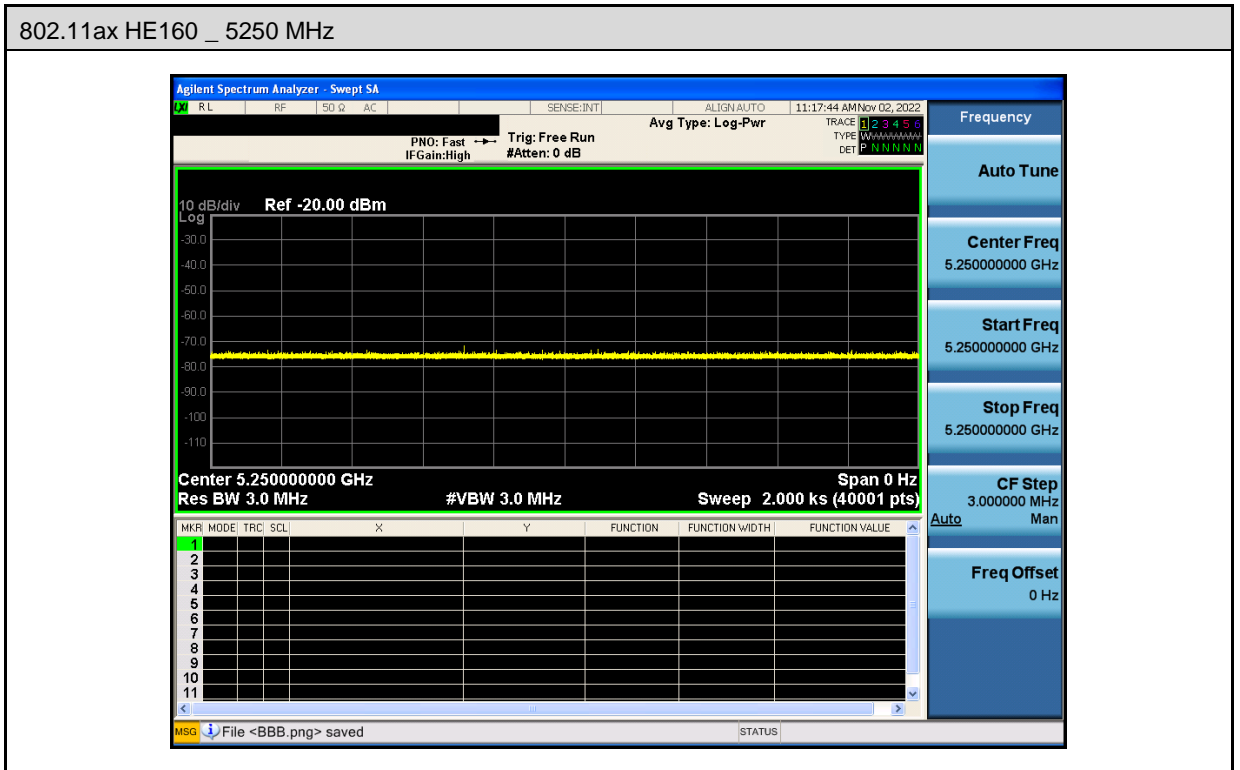 802.11ax HE160 _ 5250 MHz
Agilent Spectrum Analyzer - Swept SA
LXI RL RF 50 Ω AC SENSE:INT ALIGN AUTO 11:17:44 AM Nov 02, 2022
Frequency
PNO: Fast Trig: Free Run Avg Type: Log-Pwr TRACE 1 2 3 4 5 6
IFGain:High #Atten: 0 dB TYPE WWWWWW
DET P N N N N N
Auto Tune
10 dB/div Ref -20.00 dBm
Log
-30.0
-40.0
-50.0
-60.0
-70.0
-80.0
-90.0
-100
-110
Center Freq
5.250000000 GHz
Start Freq
5.250000000 GHz
Stop Freq
5.250000000 GHz
Center 5.250000000 GHz Span 0 Hz
Res BW 3.0 MHz #VBW 3.0 MHz Sweep 2.000 ks (40001 pts)
CF Step
3.000000 MHz
Auto Man
MKR MODE TRC SCL X Y FUNCTION FUNCTION WIDTH FUNCTION VALUE
1
2
3
4
5
6
7
8
9
10
11
Freq Offset
0 Hz
MSG File <BBB.png> saved STATUS